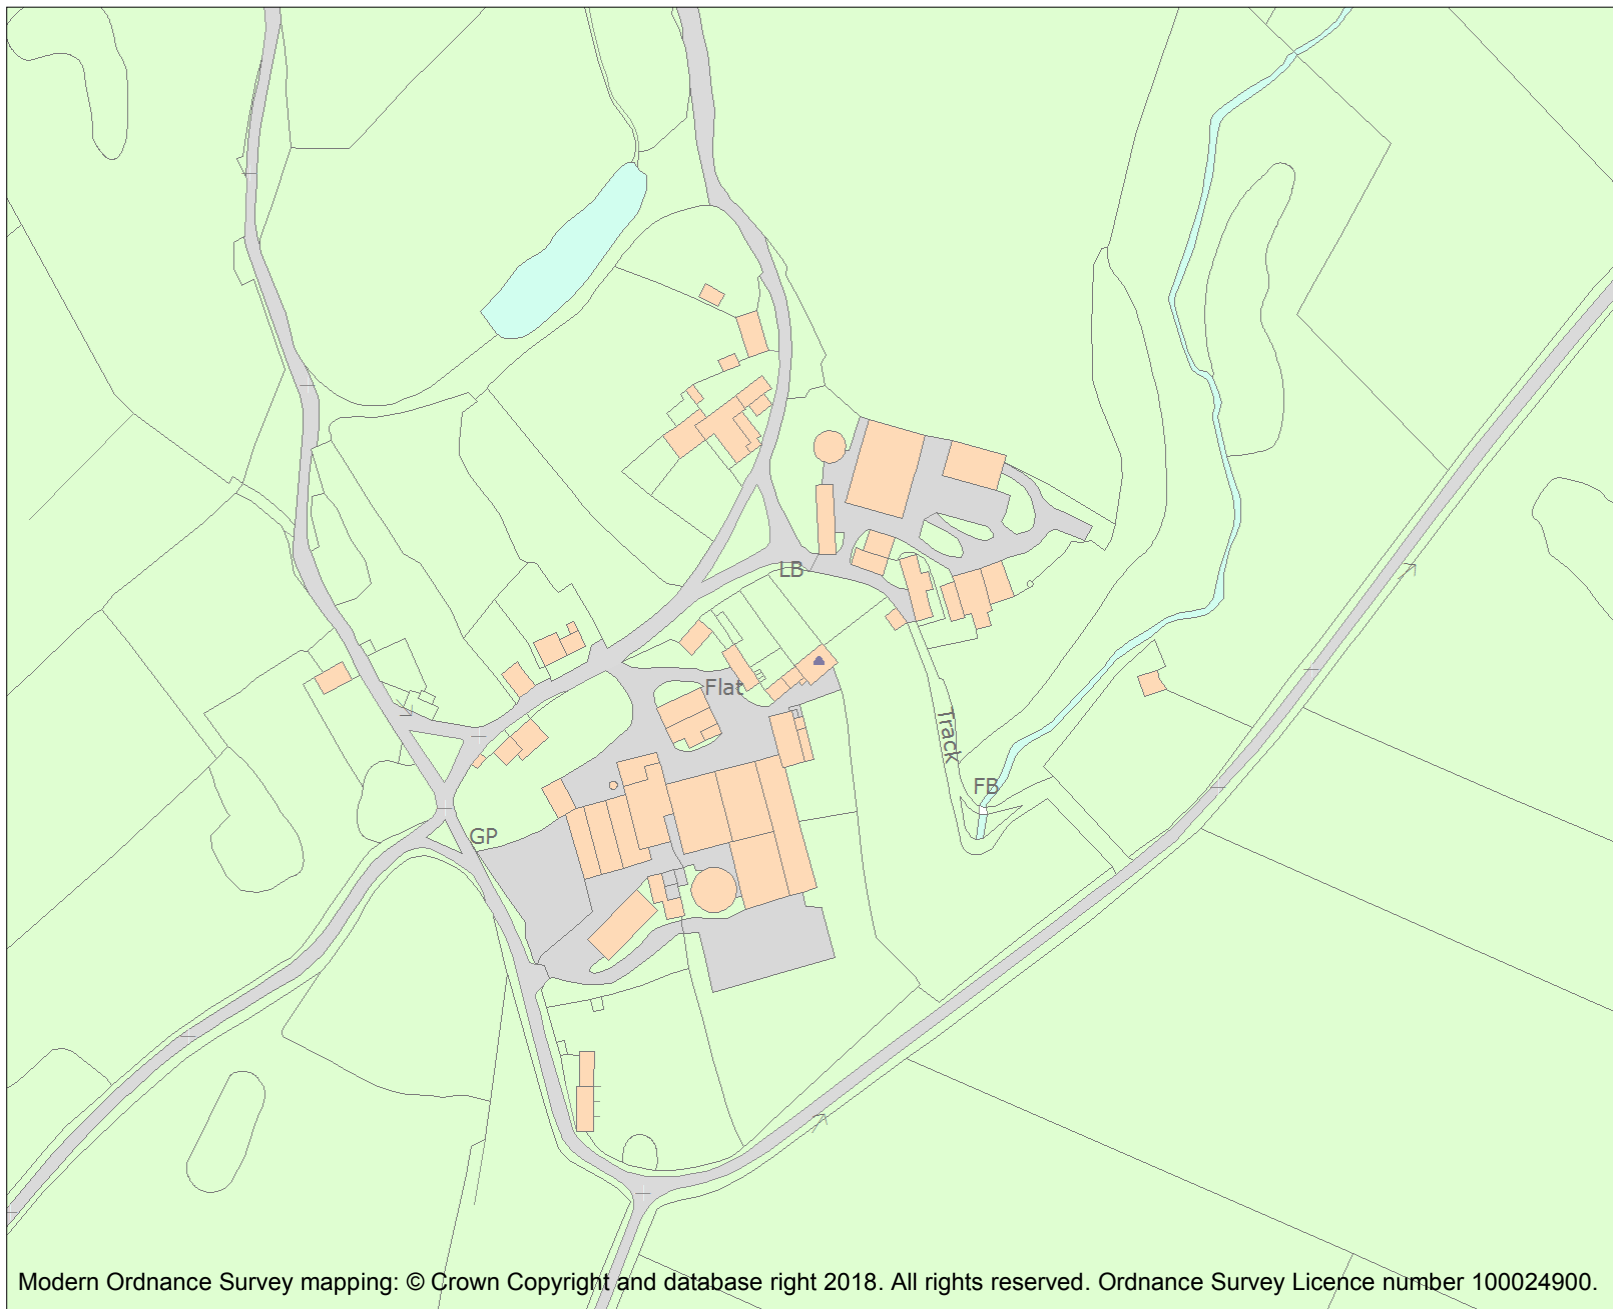 LB
Flat
Track
FB
GP
Modern Ordnance Survey mapping: © Crown Copyright and database right 2018. All rights reserved. Ordnance Survey Licence number 100024900.